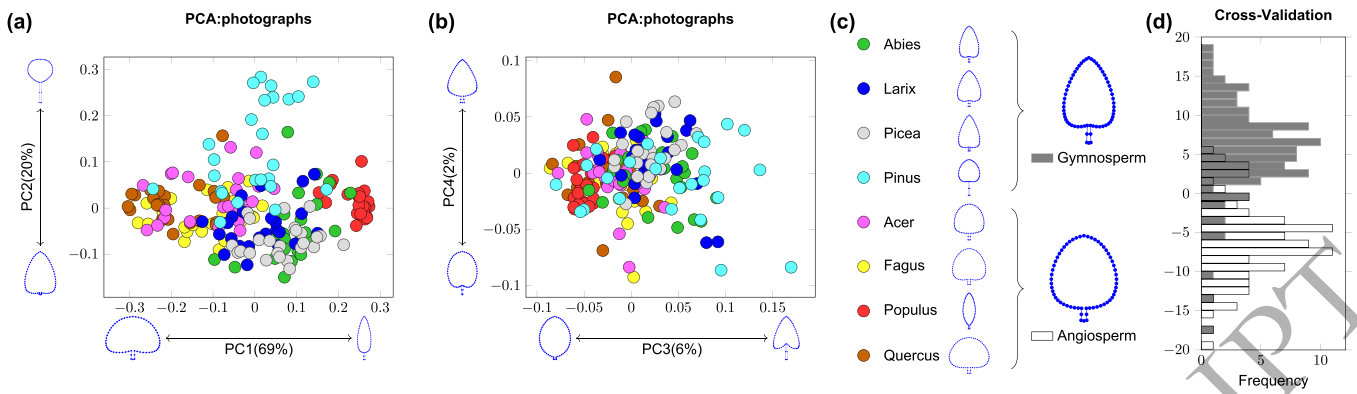 (a)
PCA:photographs
PC2(20%)
0.3
0.2
0.1
0
−0.1
−0.3 −0.2 −0.1 0 0.1 0.2 0.3
PC1(69%)
(b)
PCA:photographs
PC4(2%)
0.1
0.05
0
−0.05
−0.1
−0.1 −0.05 0 0.05 0.10 0.15
PC3(6%)
(c)
Abies
Larix
Picea
Pinus
Acer
Fagus
Populus
Quercus
Gymnosperm
Angiosperm
(d)
Cross-Validation
20
15
10
5
0
−5
−10
−15
−20
0 5 10
Frequency
IPT